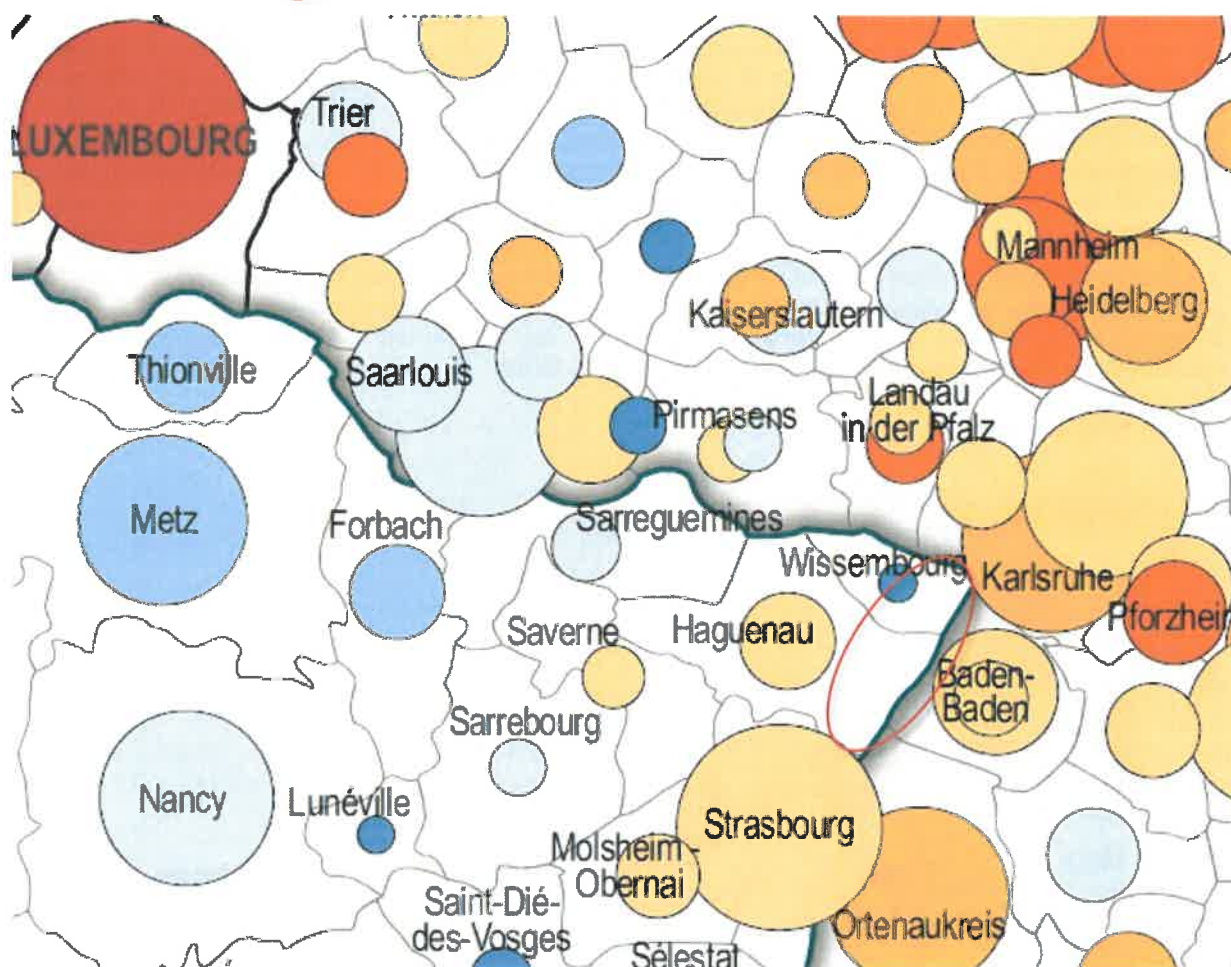 Trier
LUXEMBOURG
Mannheim
Heidelberg
Kaiserslautern
Thionville
Saarlouis
Landau
in der Pfalz
Pirmasens
Metz
Forbach
Sarreguemines
Wissembourg
Karlsruhe
Pforzheim
Saverne
Haguenau
Baden-
Baden
Sarrebourg
Nancy
Lunéville
Strasbourg
Molsheim -
Obernai
Saint-Dié-
des-Vosges
Ortenaukreis
Sélestat